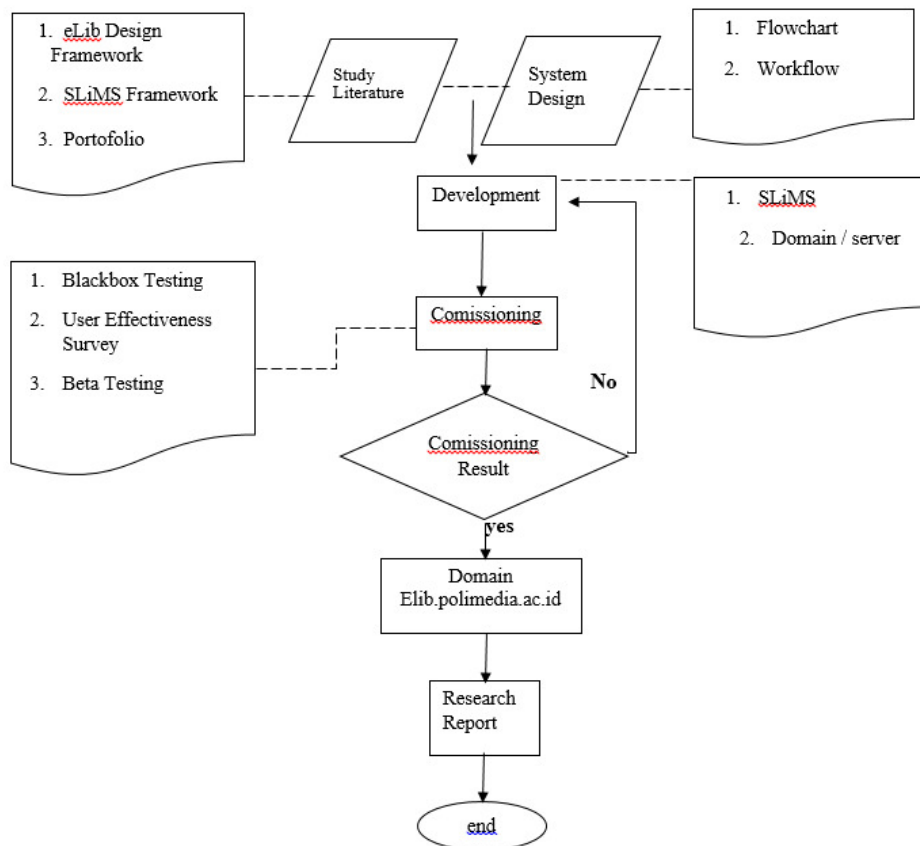 1. eLib Design
Framework
2. SLiMS Framework
3. Portofolio
Study
Literature
System
Design
1. Flowchart
2. Workflow
Development
1. SLiMS
2. Domain / server
1. Blackbox Testing
2. User Effectiveness
Survey
3. Beta Testing
Comissioning
No
Comissioning
Result
yes
Domain
Elib.polimedia.ac.id
Research
Report
end